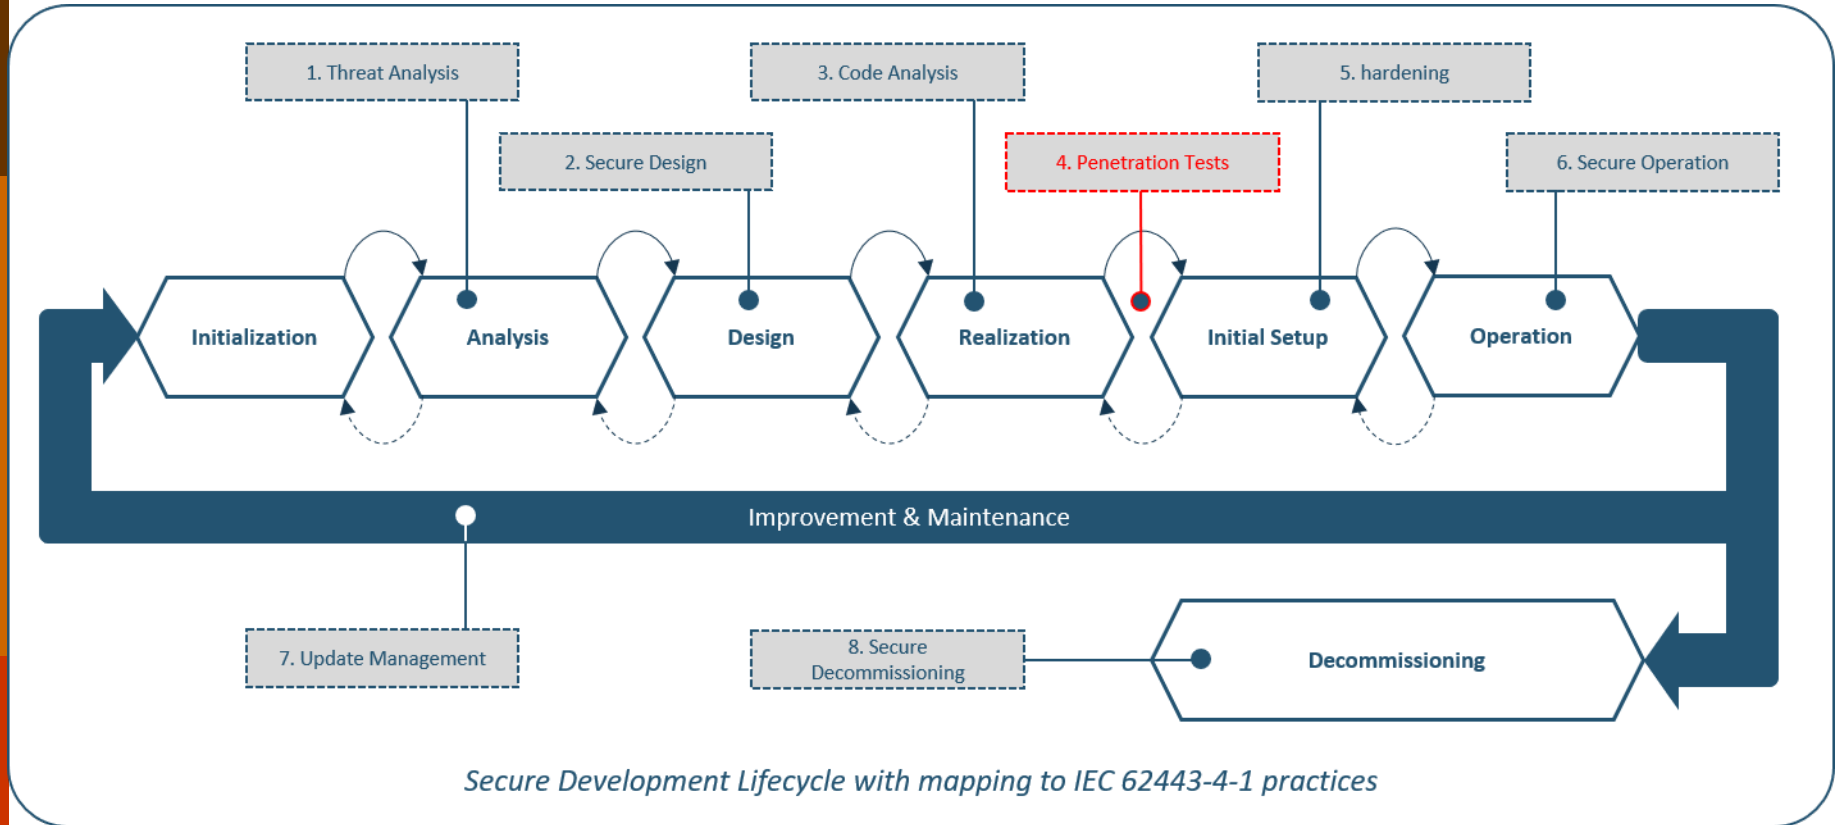 1. Threat Analysis
3. Code Analysis
5. hardening
2. Secure Design
4. Penetration Tests
6. Secure Operation
Initialization
Analysis
Design
Realization
Initial Setup
Operation
Improvement & Maintenance
7. Update Management
8. Secure
Decommissioning
Decommissioning
Secure Development Lifecycle with mapping to IEC 62443-4-1 practices